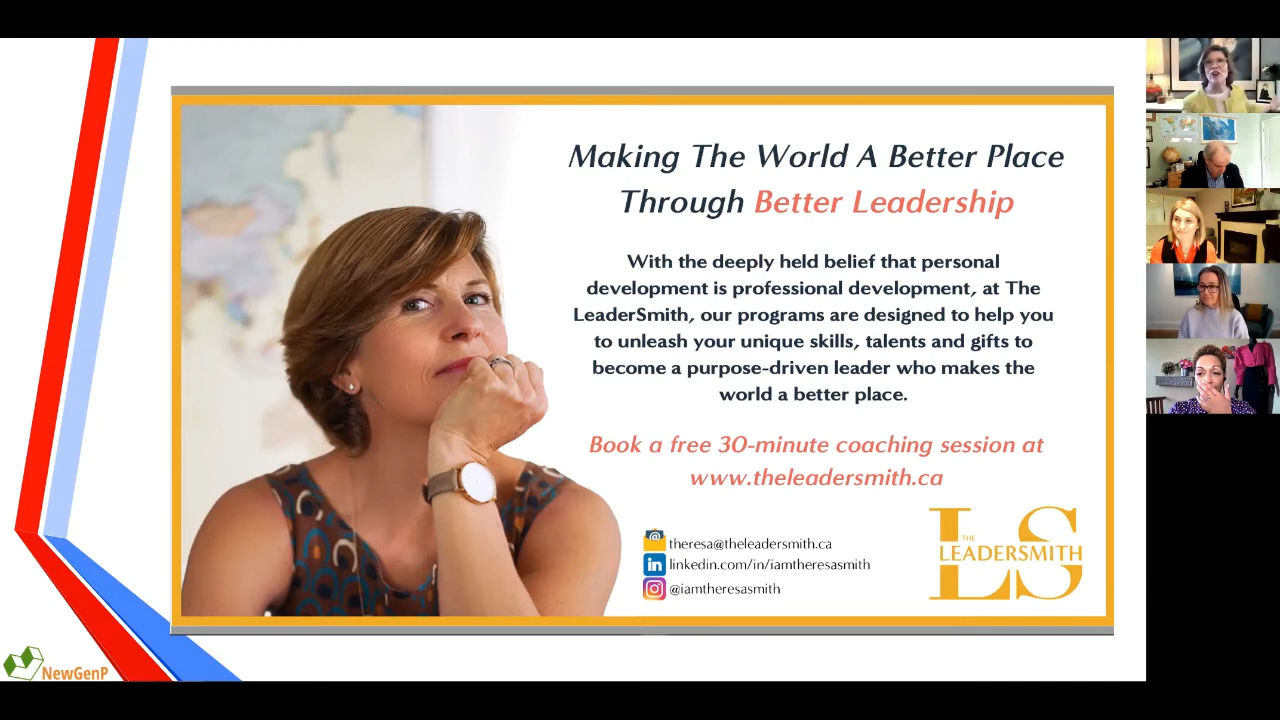 Making The World A Better Place
Through Better Leadership
With the deeply held belief that personal
development is professional development, at The
LeaderSmith, our programs are designed to help you
to unleash your unique skills, talents and gifts to
become a purpose-driven leader who makes the
world a better place.
Book a free 30-minute coaching session at
www.theleadersmith.ca
@ theresa@theleadersmith.ca
in linkedin.com/in/iamtheresasmith
@iamtheresasmith
LS
THE
LEADERSMITH
NewGenP